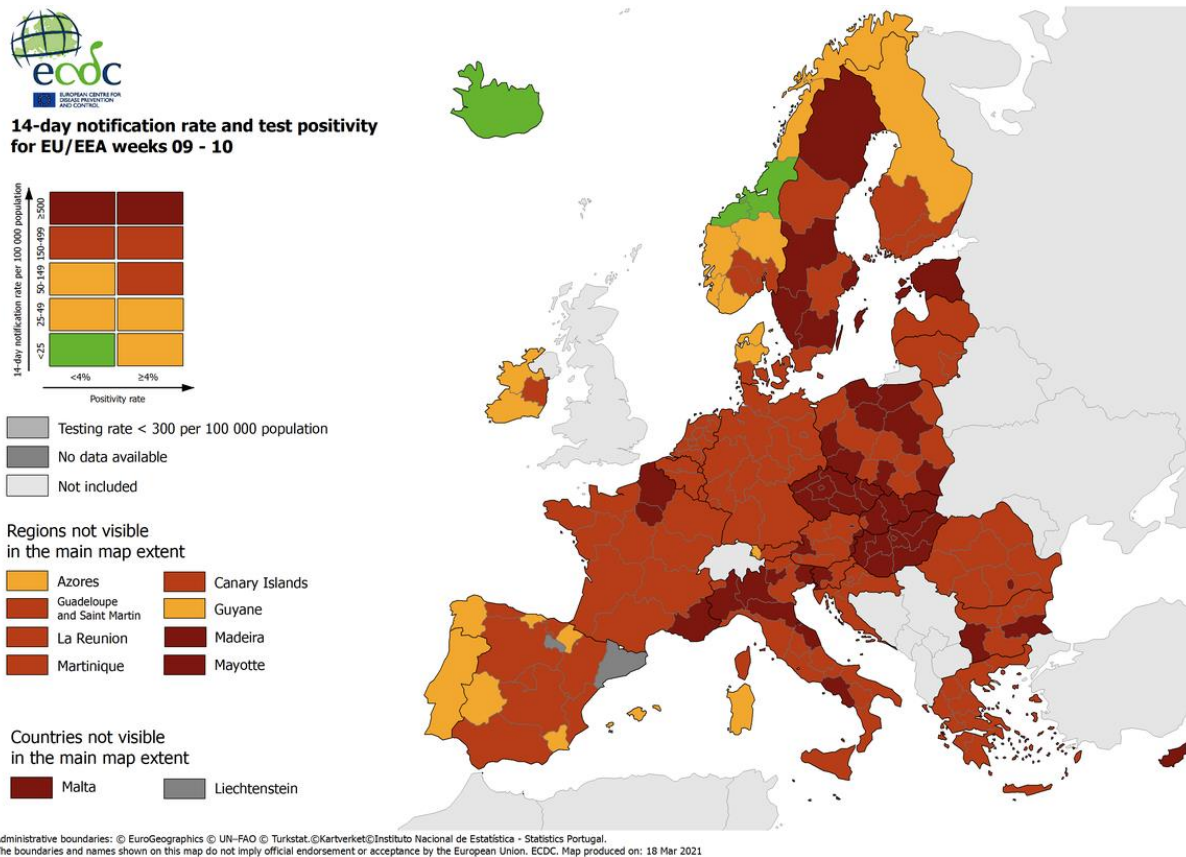 ecdc
EUROPEAN CENTRE FOR
DISEASE PREVENTION
AND CONTROL
14-day notification rate and test positivity
for EU/EEA weeks 09 - 10
14-day notification rate per 100 000 population
≥500
150-499
50-149
25-49
<25
<4%
≥4%
Positivity rate
Testing rate < 300 per 100 000 population
No data available
Not included
Regions not visible
in the main map extent
Azores
Canary Islands
Guadeloupe
and Saint Martin
Guyane
La Reunion
Madeira
Martinique
Mayotte
Countries not visible
in the main map extent
Malta
Liechtenstein
dministrative boundaries: © EuroGeographics © UN–FAO © Turkstat.©Kartverket©Instituto Nacional de Estatística - Statistics Portugal.
he boundaries and names shown on this map do not imply official endorsement or acceptance by the European Union. ECDC. Map produced on: 18 Mar 2021